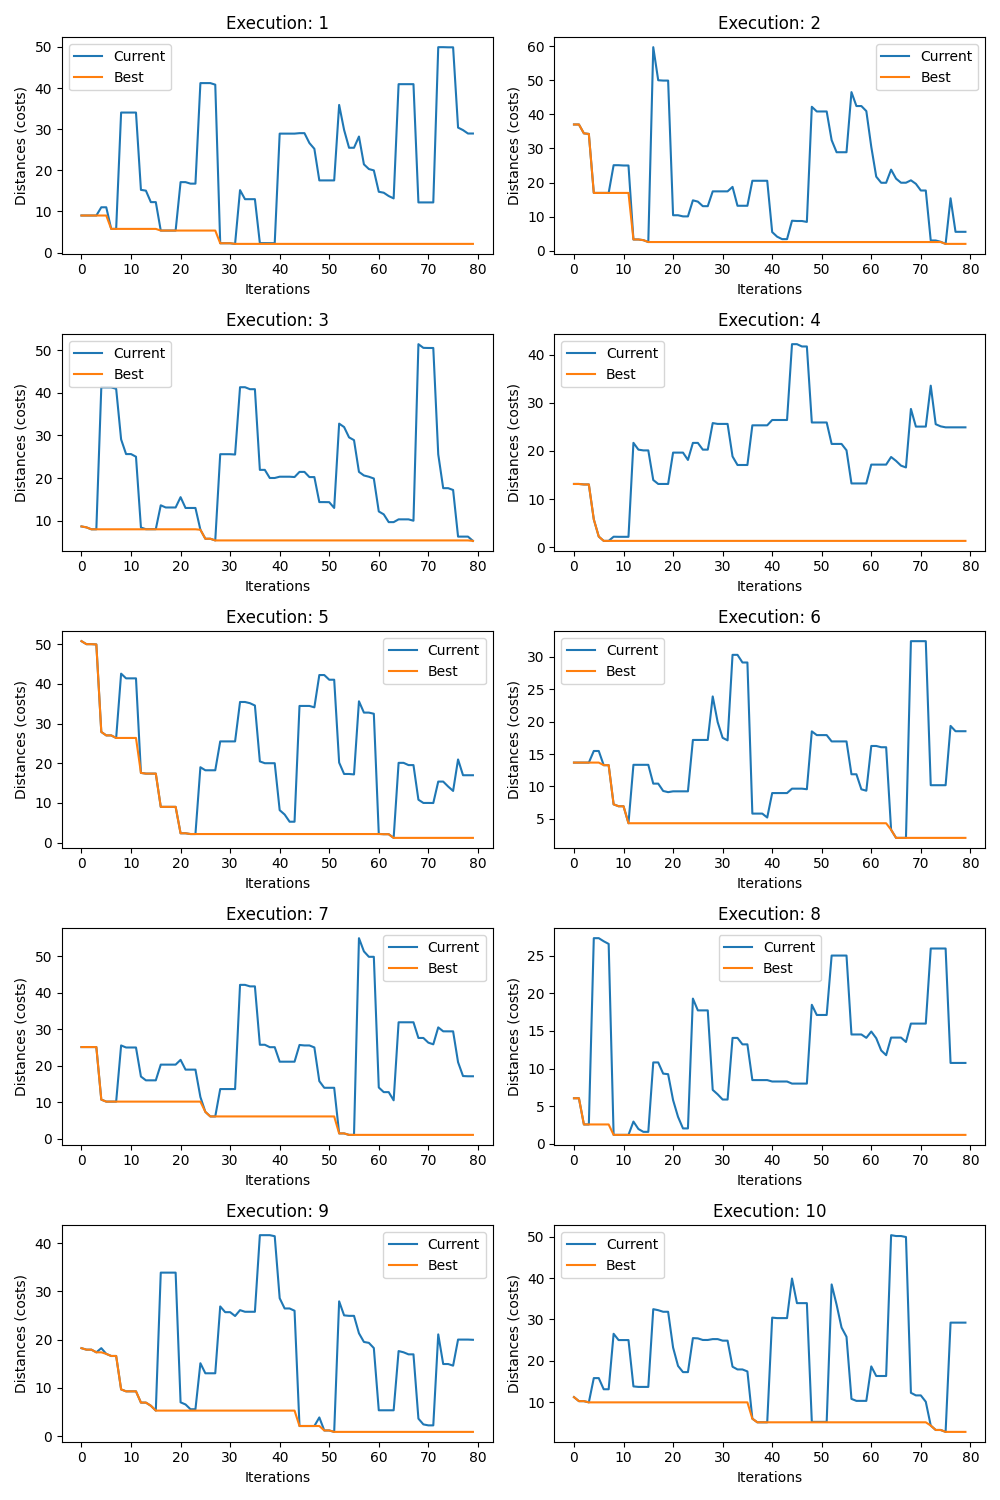 Execution: 1
Distances (costs)
50
40
30
20
10
0
Current
Best
0 10 20 30 40 50 60 70 80
Iterations
Execution: 2
Distances (costs)
60
50
40
30
20
10
0
Current
Best
0 10 20 30 40 50 60 70 80
Iterations
Execution: 3
Distances (costs)
50
40
30
20
10
Current
Best
0 10 20 30 40 50 60 70 80
Iterations
Execution: 4
Distances (costs)
40
30
20
10
0
Current
Best
0 10 20 30 40 50 60 70 80
Iterations
Execution: 5
Distances (costs)
50
40
30
20
10
0
Current
Best
0 10 20 30 40 50 60 70 80
Iterations
Execution: 6
Distances (costs)
30
25
20
15
10
5
Current
Best
0 10 20 30 40 50 60 70 80
Iterations
Execution: 7
Distances (costs)
50
40
30
20
10
0
Current
Best
0 10 20 30 40 50 60 70 80
Iterations
Execution: 8
Distances (costs)
25
20
15
10
5
0
Current
Best
0 10 20 30 40 50 60 70 80
Iterations
Execution: 9
Distances (costs)
40
30
20
10
0
Current
Best
0 10 20 30 40 50 60 70 80
Iterations
Execution: 10
Distances (costs)
50
40
30
20
10
Current
Best
0 10 20 30 40 50 60 70 80
Iterations